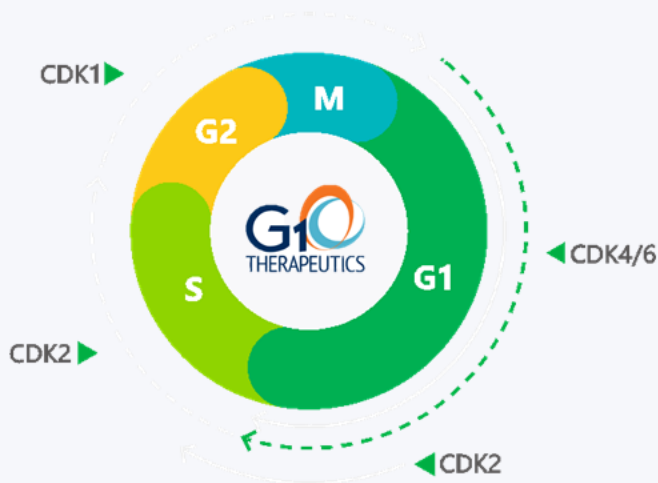 CDK1
M
G2
G1
THERAPEUTICS
CDK4/6
G1
S
CDK2
CDK2